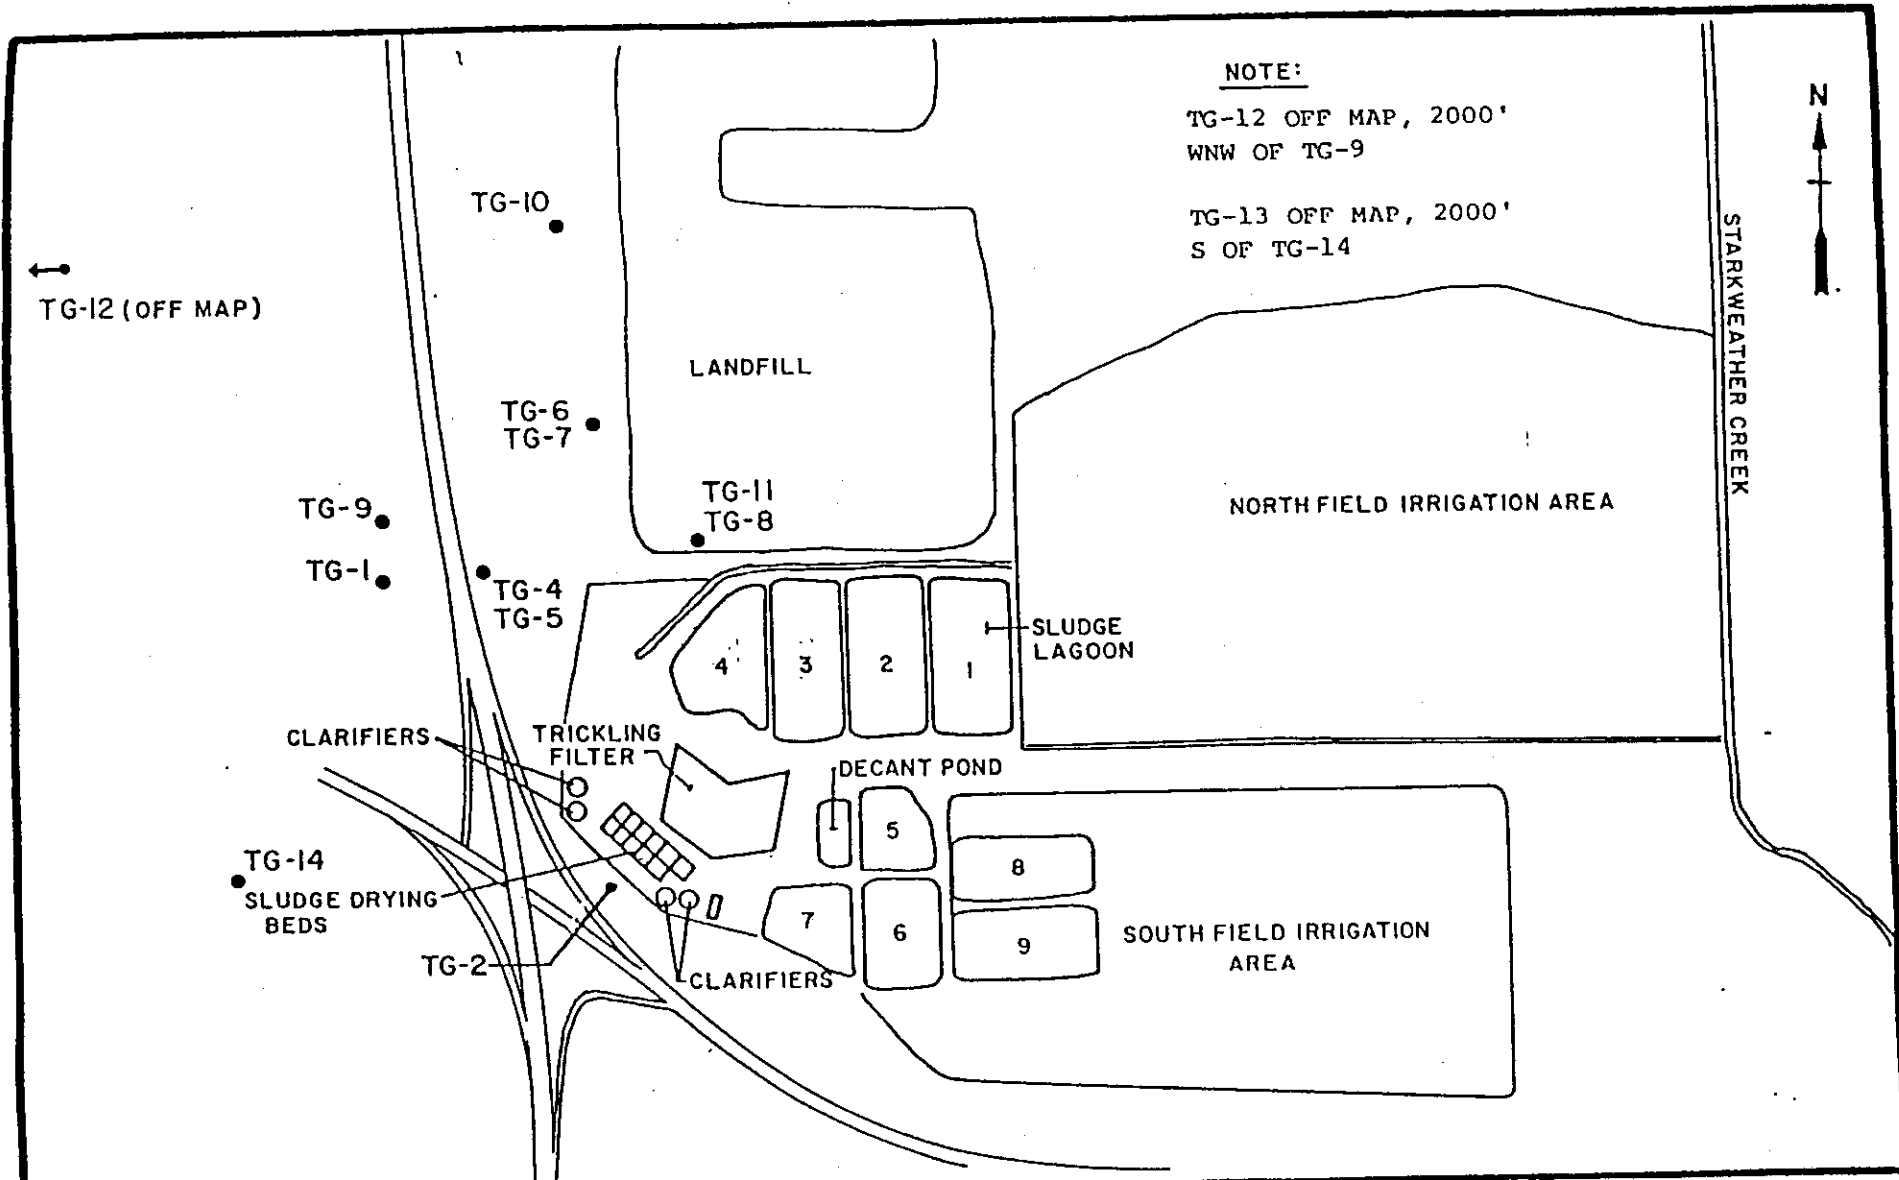 NOTE:
TG-12 OFF MAP, 2000'
WNW OF TG-9
TG-13 OFF MAP, 2000'
S OF TG-14
N
TG-10
TG-12 (OFF MAP)
STARKWEATHER CREEK
LANDFILL
TG-6
TG-7
TG-11
TG-8
TG-9
TG-1
TG-4
TG-5
NORTH FIELD IRRIGATION AREA
4
3
2
1
SLUDGE
LAGOON
CLARIFIERS
TRICKLING
FILTER
DECANT POND
5
8
TG-14
SLUDGE DRYING
BEDS
7
6
9
SOUTH FIELD IRRIGATION
AREA
TG-2
CLARIFIERS